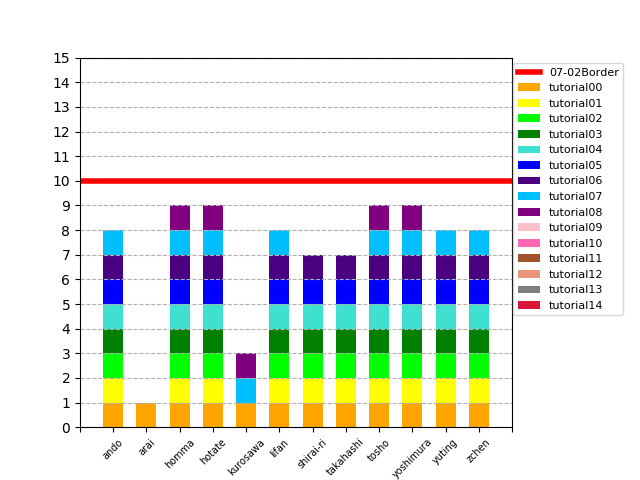 15
14
13
12
11
10
9
8
7
6
5
4
3
2
1
0
ando
arai
homma
hotate
kurosawa
lifan
shirai-ri
takahashi
tosho
yoshimura
yuting
zchen
07-02Border
tutorial00
tutorial01
tutorial02
tutorial03
tutorial04
tutorial05
tutorial06
tutorial07
tutorial08
tutorial09
tutorial10
tutorial11
tutorial12
tutorial13
tutorial14